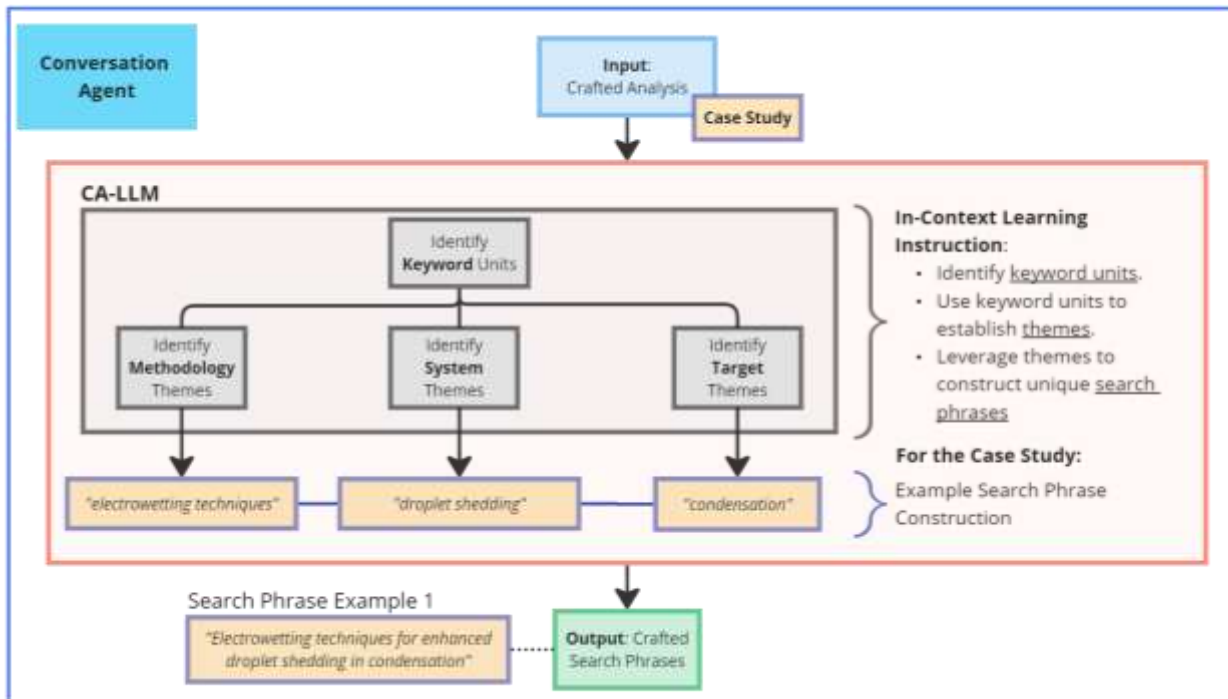 Conversation
Agent
Input:
Crafted Analysis
Case Study
CA-LLM
Identify
Keyword Units
Identify
Methodology
Themes
Identify
System
Themes
Identify
Target
Themes
In-Context Learning
Instruction:
• Identify keyword units.
• Use keyword units to
establish themes.
• Leverage themes to
construct unique search
phrases
For the Case Study:
Example Search Phrase
Construction
"electrowetting techniques"
"droplet shedding"
"condensation"
Search Phrase Example 1
"Electrowetting techniques for enhanced
droplet shedding in condensation"
Output: Crafted
Search Phrases